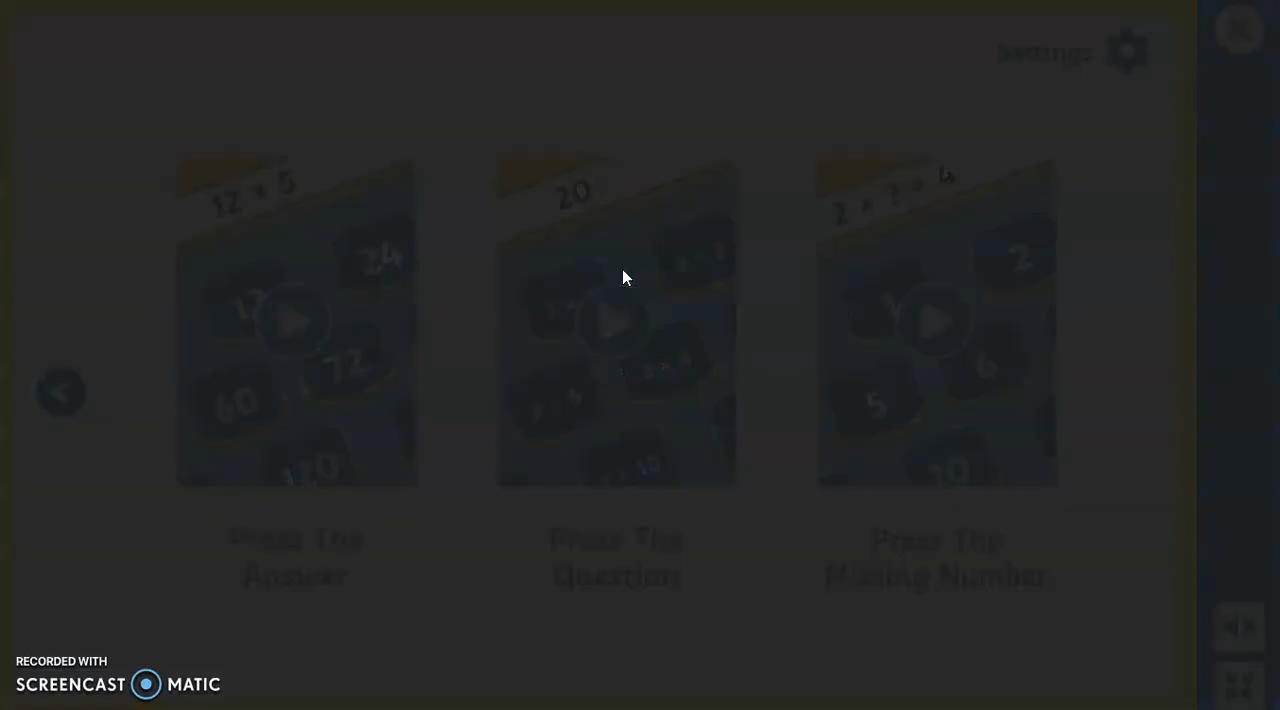 Settings
12 × 5
24
12
72
60
120
20
2 × ? = 4
2
6
5
10
Press The
Answer
Press The
Question
Press The
Missing Number
RECORDED WITH
SCREENCAST MATIC